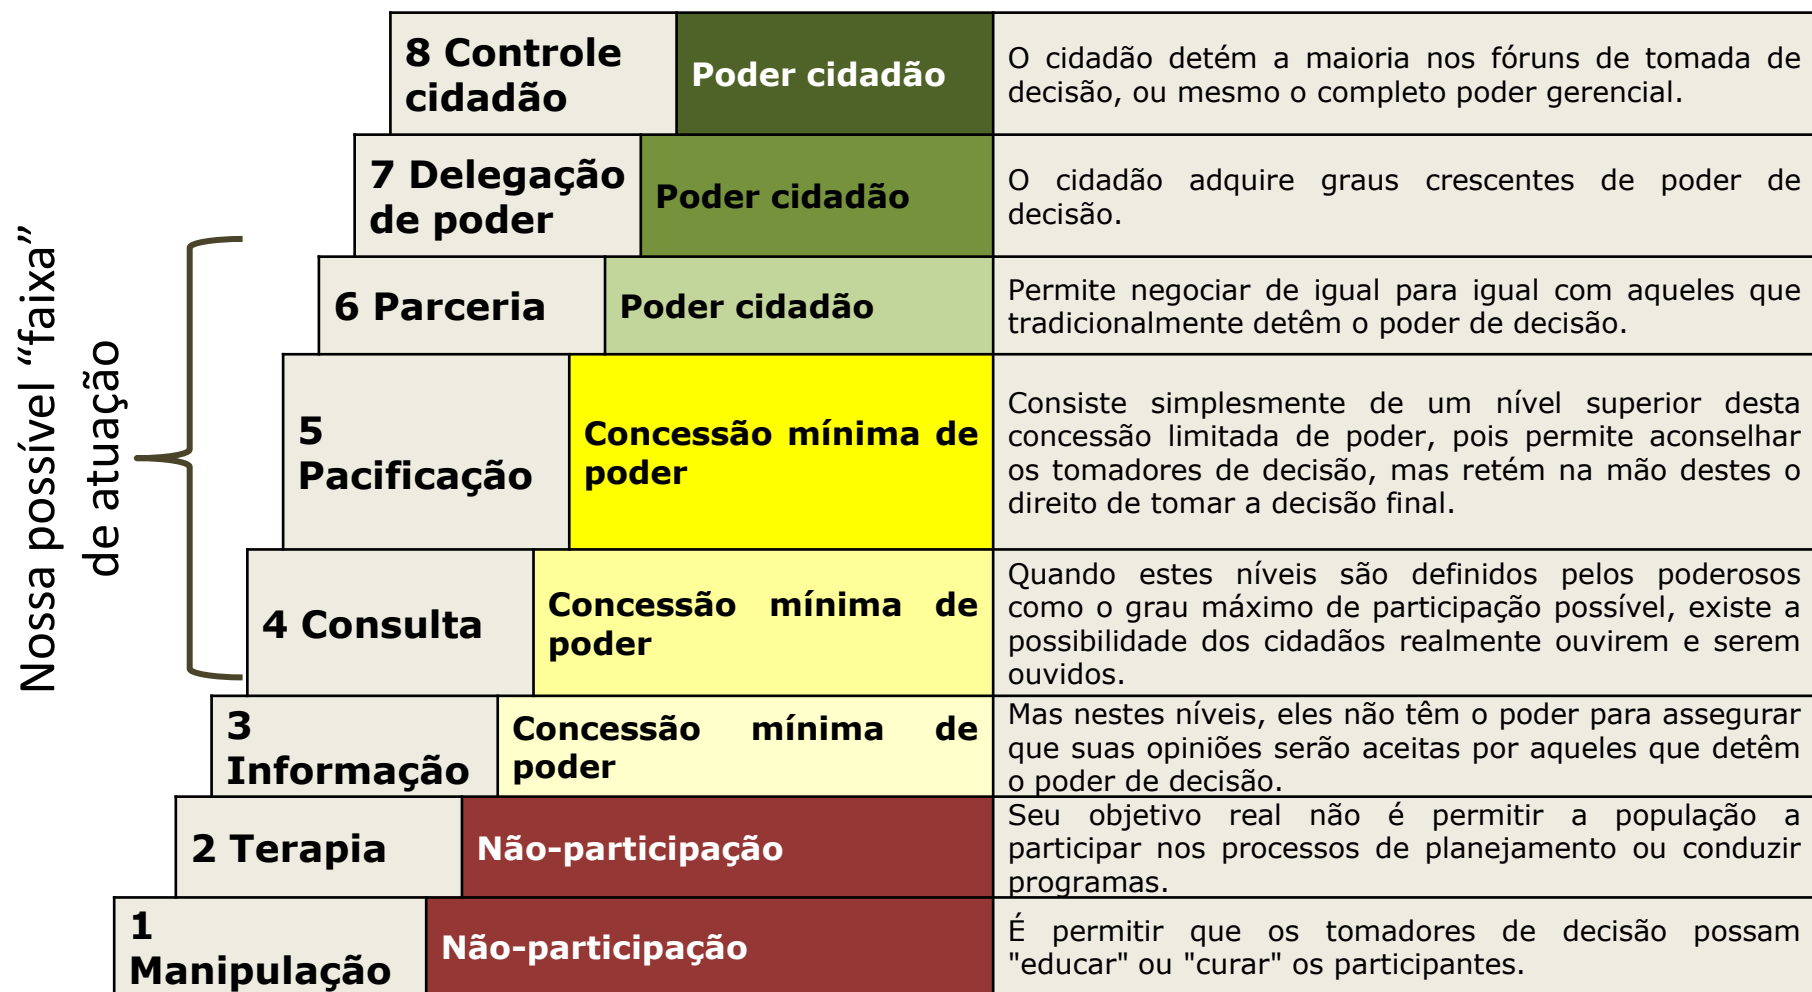 Nossa possível “faixa”
de atuação
8 Controle
cidadão
Poder cidadão
O cidadão detém a maioria nos fóruns de tomada de
decisão, ou mesmo o completo poder gerencial.
7 Delegação
de poder
Poder cidadão
O cidadão adquire graus crescentes de poder de
decisão.
6 Parceria
Poder cidadão
Permite negociar de igual para igual com aqueles que
tradicionalmente detêm o poder de decisão.
5
Pacificação
Concessão mínima de
poder
Consiste simplesmente de um nível superior desta
concessão limitada de poder, pois permite aconselhar
os tomadores de decisão, mas retém na mão destes o
direito de tomar a decisão final.
4 Consulta
Concessão mínima de
poder
Quando estes níveis são definidos pelos poderosos
como o grau máximo de participação possível, existe a
possibilidade dos cidadãos realmente ouvirem e serem
ouvidos.
3
Informação
Concessão mínima de
poder
Mas nestes níveis, eles não têm o poder para assegurar
que suas opiniões serão aceitas por aqueles que detêm
o poder de decisão.
2 Terapia
Não-participação
Seu objetivo real não é permitir a população a
participar nos processos de planejamento ou conduzir
programas.
1
Manipulação
Não-participação
É permitir que os tomadores de decisão possam
"educar" ou "curar" os participantes.